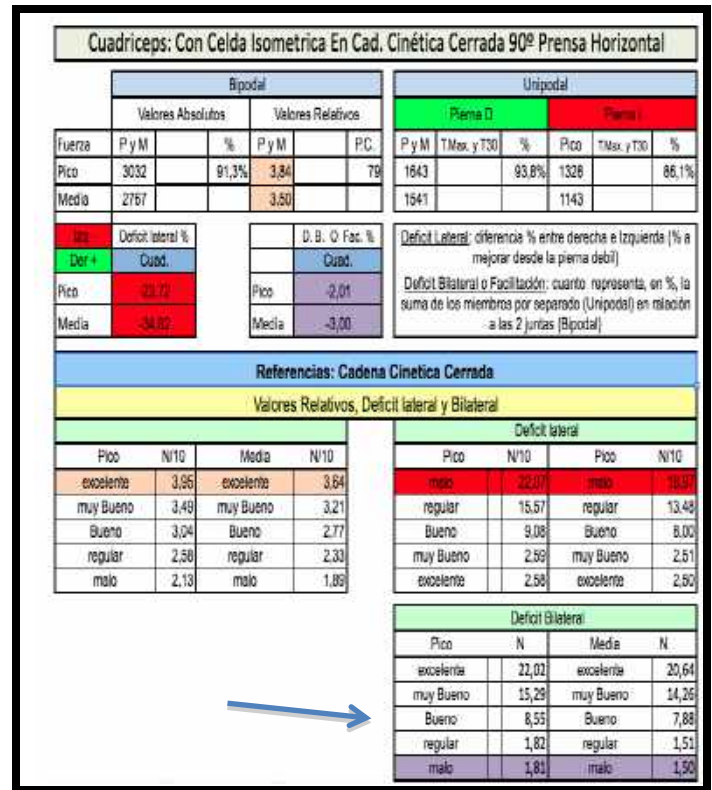 Cuadriceps: Con Celda Isometrica En Cad. Cinética Cerrada 90º Prensa Horizontal
Bipodal
Valores Absolutos Valores Relativos
Fuerza P y M % P y M P.C.
Pico 3032 91,3% 3,84 79
Media 2767 3,50
Unipodal
Pierna D Pierna I
P y M T.Max. y T30 % Pico T.Max. y T30 %
1643 93,8% 1328 86,1%
1541 1143
Izq Deficit lateral %
Der + Cuad.
Pico -23,72
Media -34,82
D. B. O Fac. %
Cuad.
Pico -2,01
Media -3,00
Deficit Lateral: diferencia % entre derecha e Izquierda (% a
mejorar desde la pierna debil)
Deficit Bilateral o Facilitación: cuanto representa, en %, la
suma de los miembros por separado (Unipodal) en relación
a las 2 juntas (Bipodal)
Referencias: Cadena Cinetica Cerrada
Valores Relativos, Deficit lateral y Bilateral
Pico N/10 Media N/10
excelente 3,95 excelente 3,64
muy Bueno 3,49 muy Bueno 3,21
Bueno 3,04 Bueno 2,77
regular 2,58 regular 2,33
malo 2,13 malo 1,89
Deficit lateral
Pico N/10 Pico N/10
malo 22,07 malo
regular 15,57 regular 13,48
Bueno 9,08 Bueno 8,00
muy Bueno 2,59 muy Bueno 2,51
excelente 2,58 excelente 2,50
Deficit Bilateral
Pico N Media N
excelente 22,02 excelente 20,64
muy Bueno 15,29 muy Bueno 14,26
Bueno 8,55 Bueno 7,88
regular 1,82 regular 1,51
malo 1,81 malo 1,50